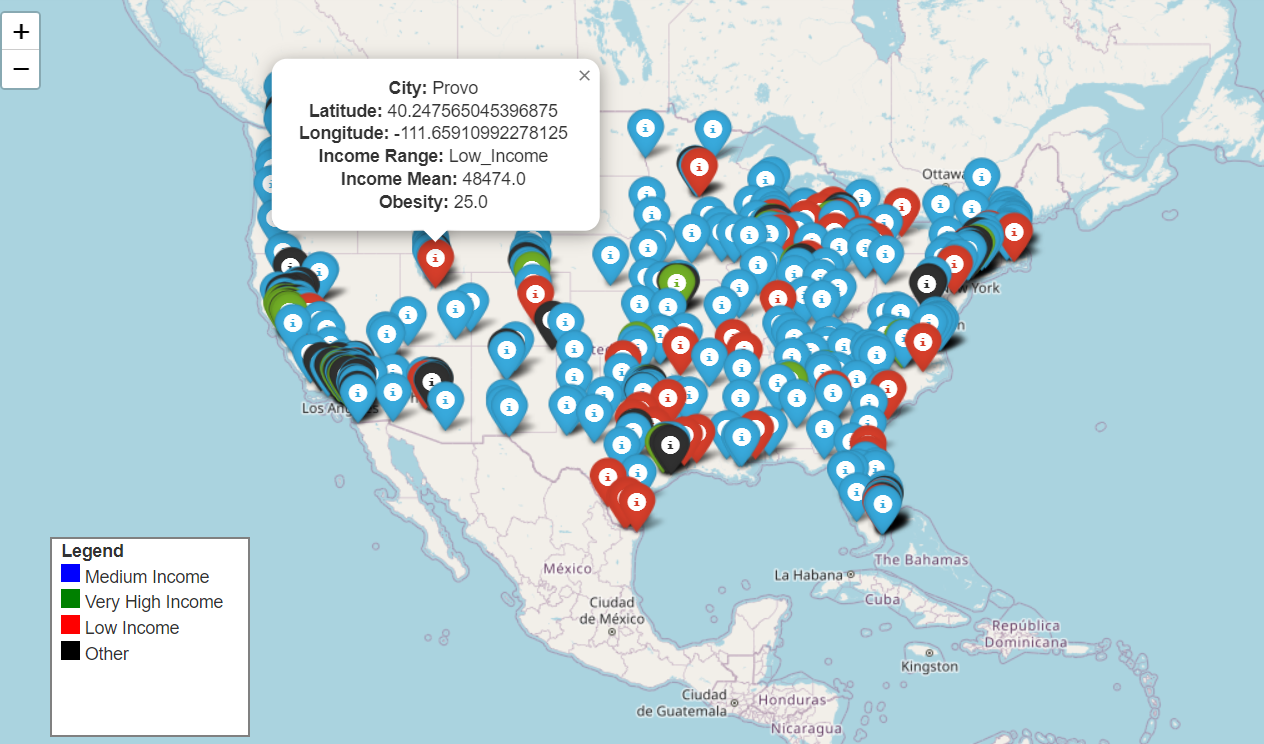 +
−
×
City: Provo
Latitude: 40.247565045396875
Longitude: -111.65910992278125
Income Range: Low_Income
Income Mean: 48474.0
Obesity: 25.0
Ottawa
York
Los
México
Ciudad
de México
La Habana
The Bahamas
Cuba
República
Dominicana
Kingston
Ciudad
de Guatemala
Honduras
Nicaragua
Legend
Medium Income
Very High Income
Low Income
Other